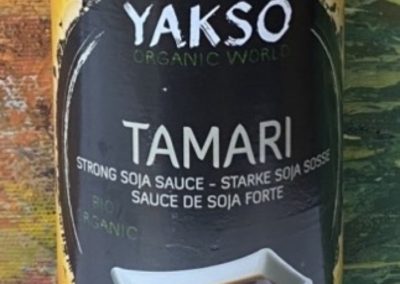 YAKSO
ORGANIC WORLD
TAMARI
STRONG SOJA SAUCE - STARKE SOJA SOSSE
SAUCE DE SOJA FORTE
BIO
ORGANIC